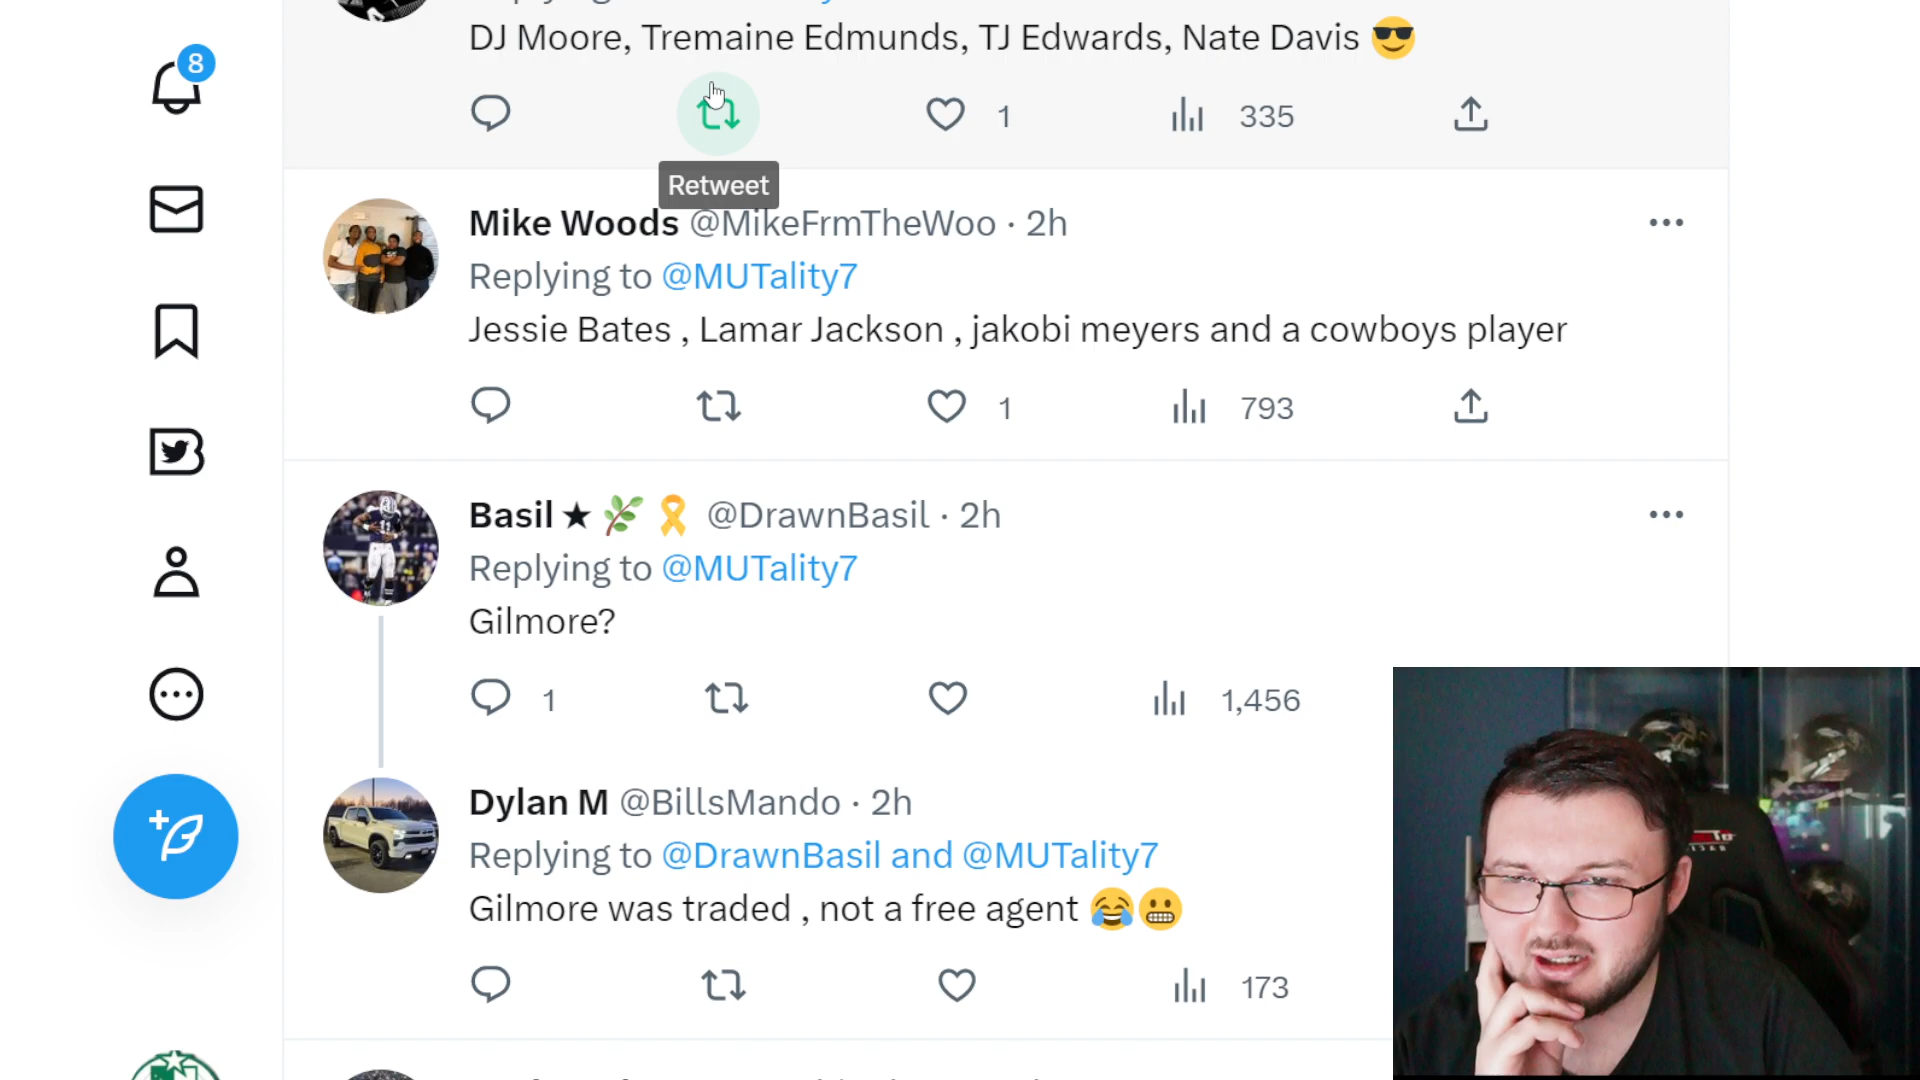 8
DJ Moore, Tremaine Edmunds, TJ Edwards, Nate Davis 😎
1 335
Retweet
Mike Woods @MikeFrmTheWoo · 2h
Replying to @MUTality7
Jessie Bates , Lamar Jackson , jakobi meyers and a cowboys player
1 793
Basil★ 🌿 🎗 @DrawnBasil · 2h
Replying to @MUTality7
Gilmore?
1 1,456
Dylan M @BillsMando · 2h
Replying to @DrawnBasil and @MUTality7
Gilmore was traded , not a free agent 😂😬
173